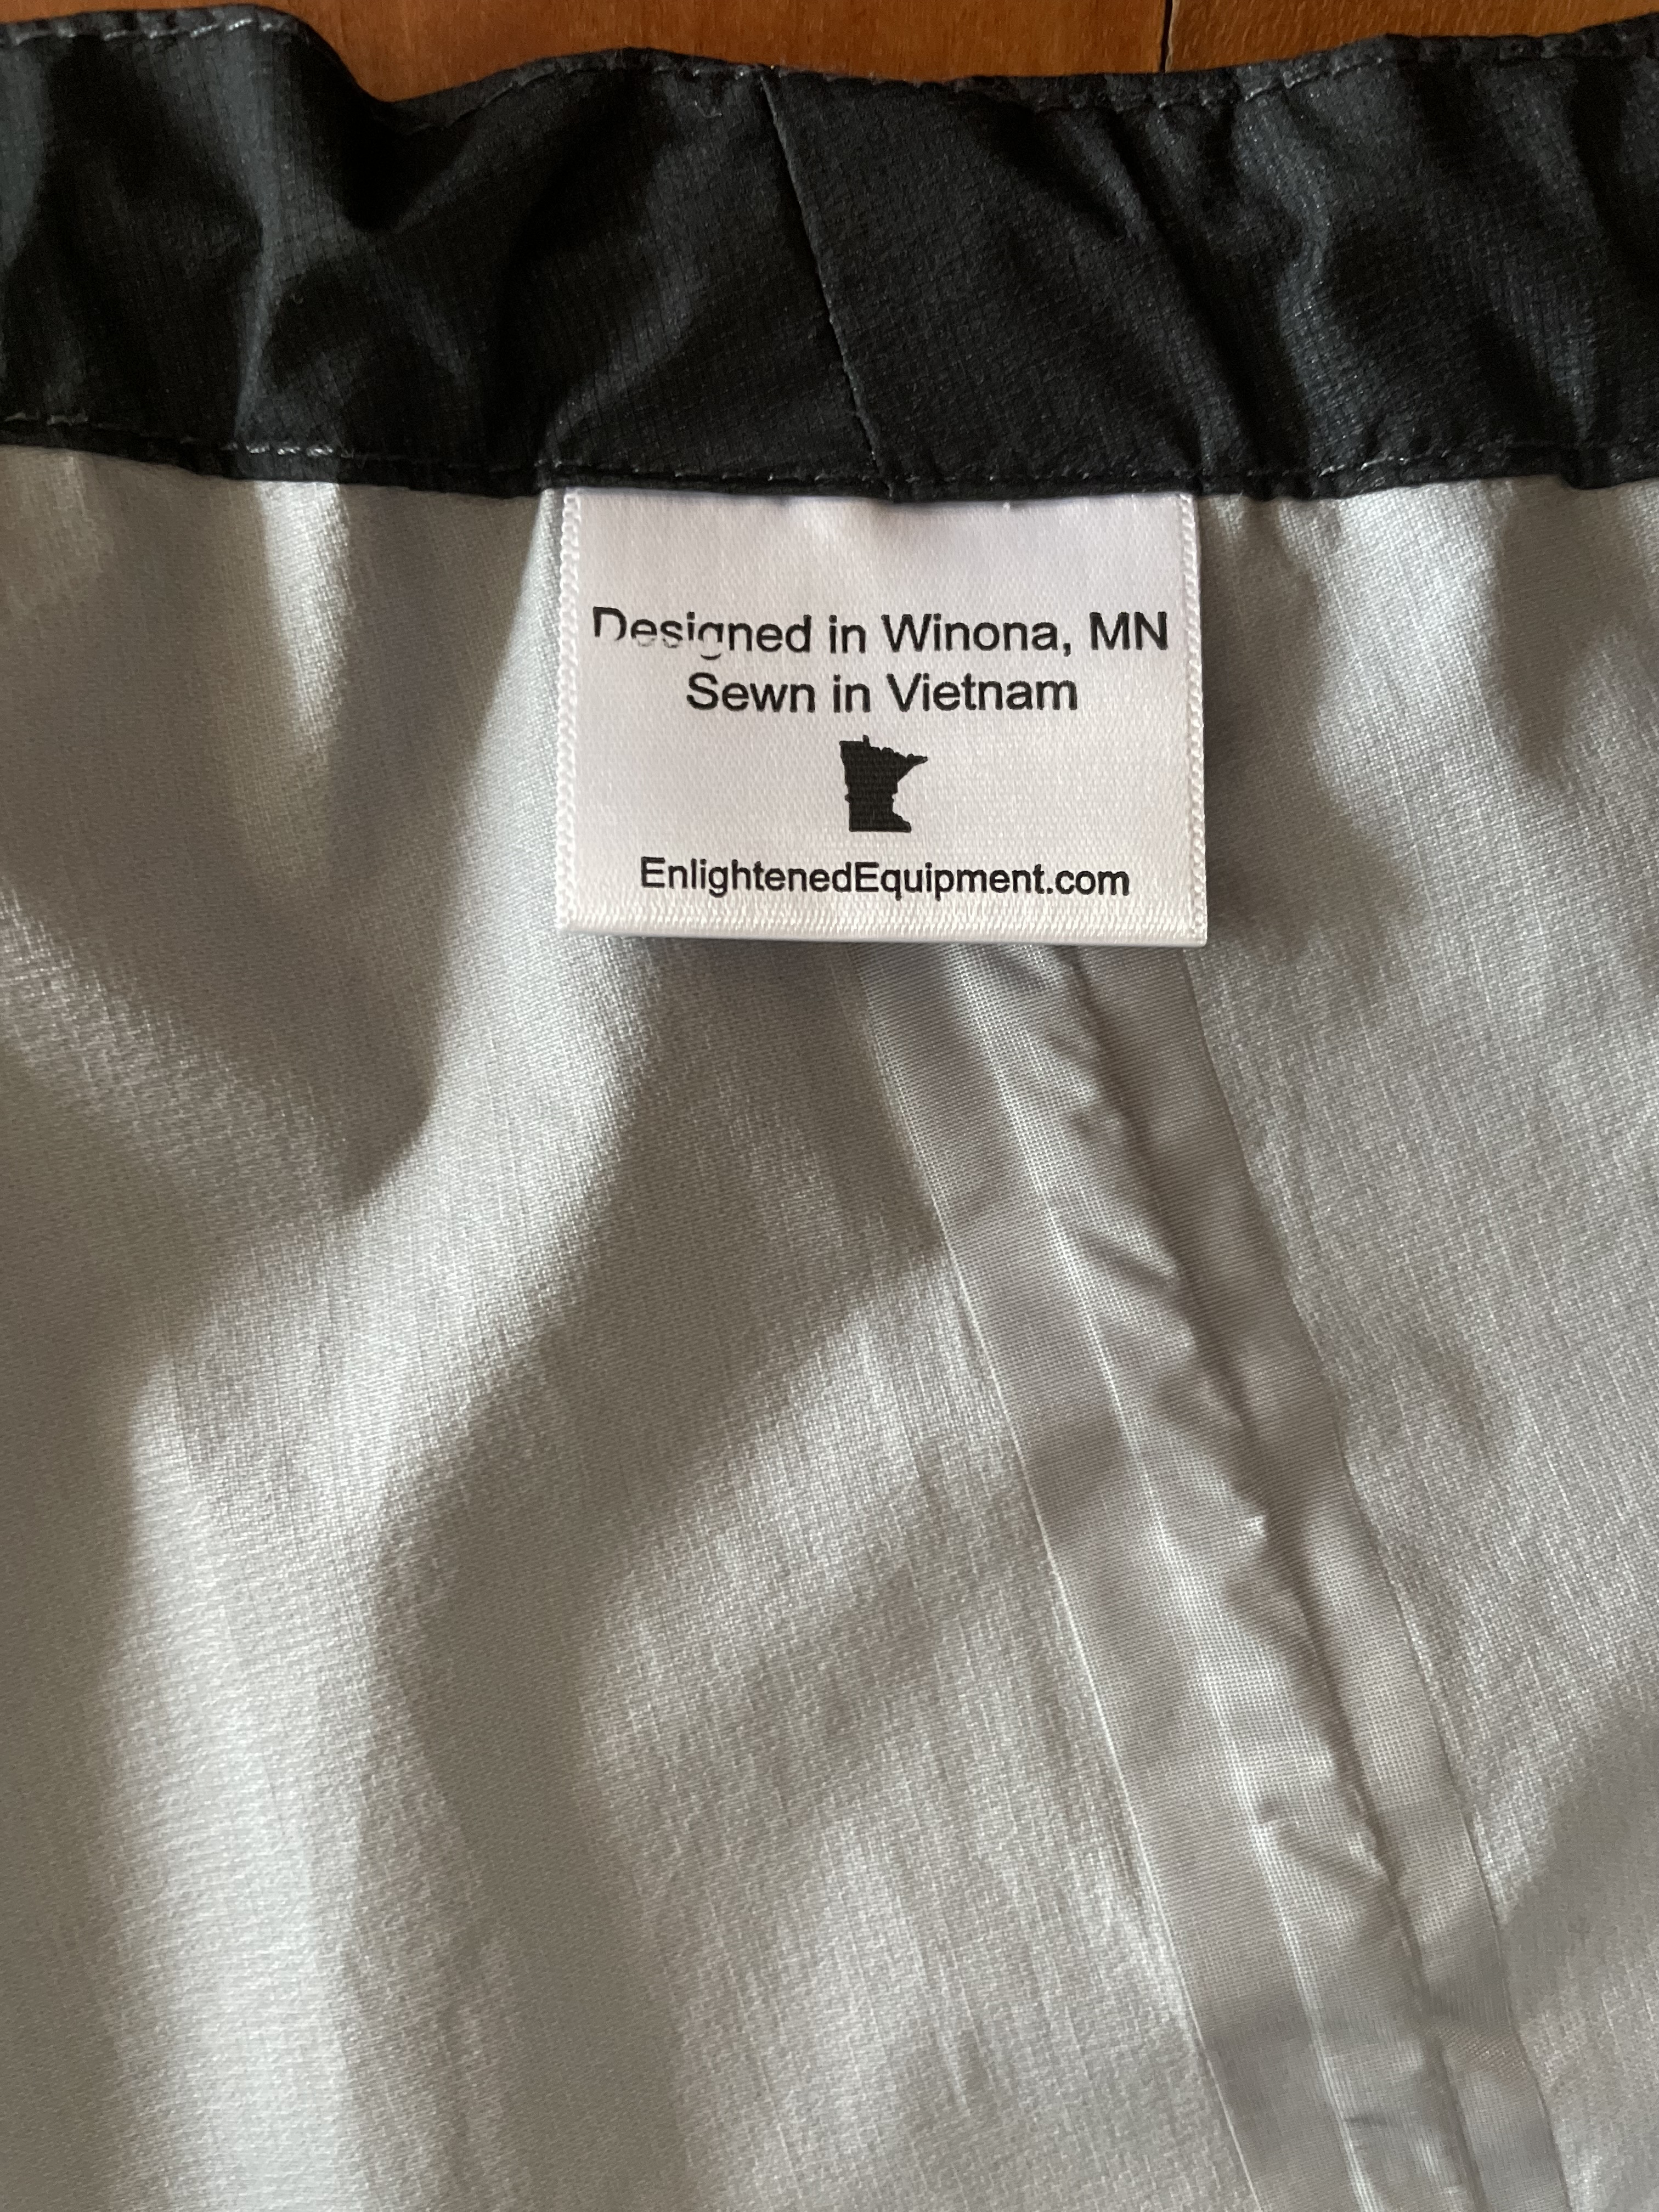 Designed in Winona, MN
Sewn in Vietnam
EnlightenedEquipment.com